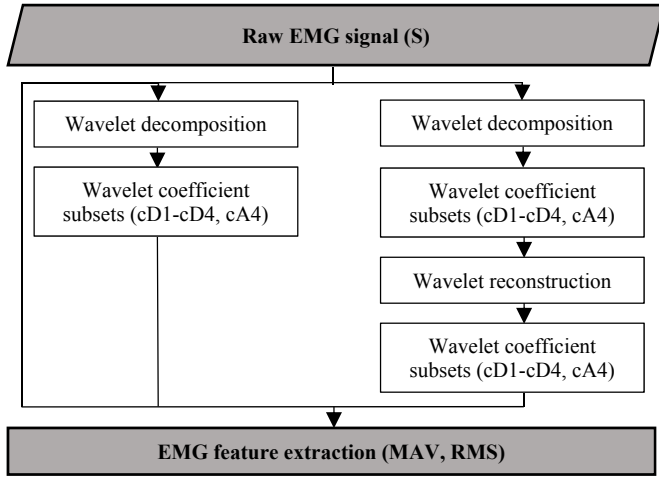 Raw EMG signal (S)
Wavelet decomposition
Wavelet coefficient
subsets (cD1-cD4, cA4)
Wavelet decomposition
Wavelet coefficient
subsets (cD1-cD4, cA4)
Wavelet reconstruction
Wavelet coefficient
subsets (cD1-cD4, cA4)
EMG feature extraction (MAV, RMS)